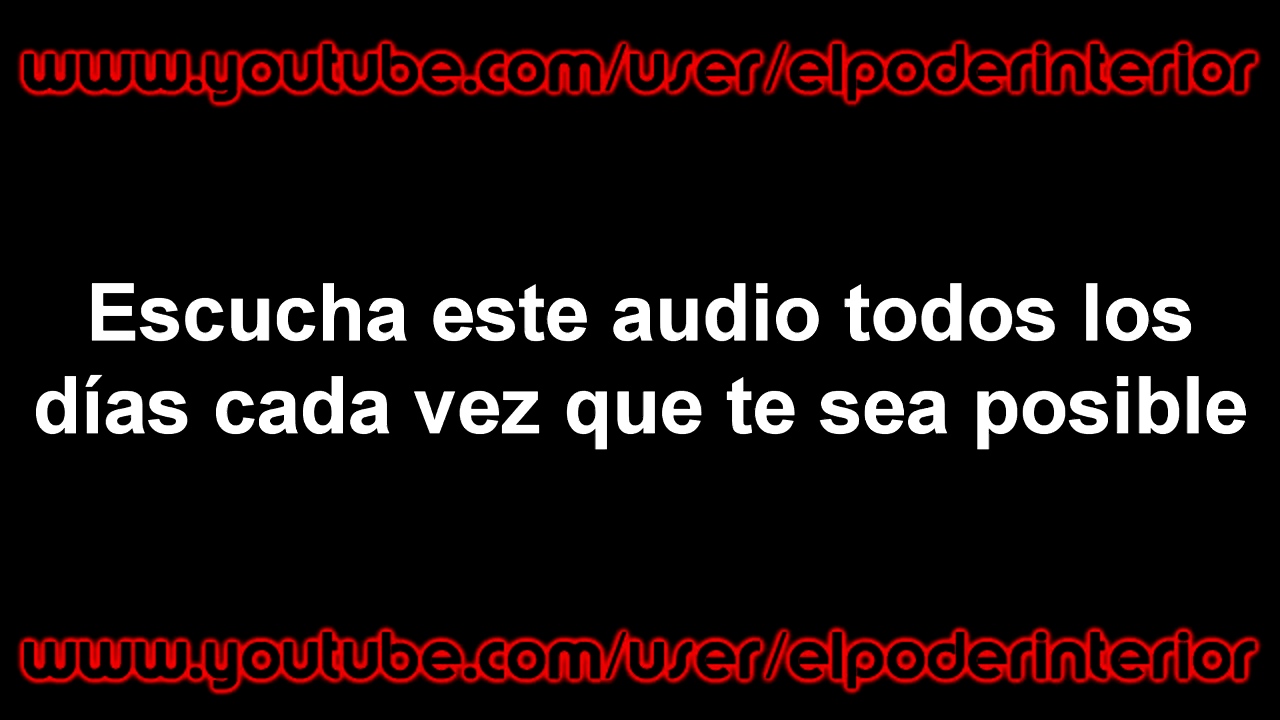 www.youtube.com/user/elpoderinterior
Escucha este audio todos los
días cada vez que te sea posible
www.youtube.com/user/elpoderinterior